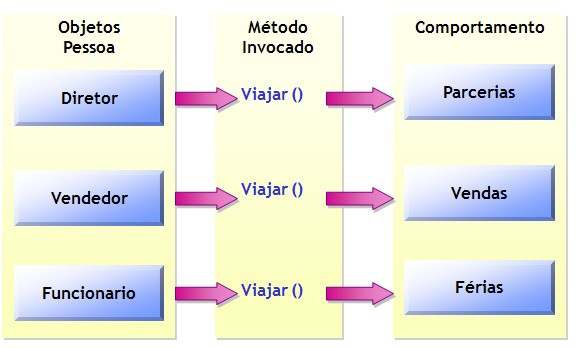 Objetos
Pessoa
Método
Invocado
Comportamento
Diretor
Viajar ()
Parcerias
Vendedor
Viajar ()
Vendas
Funcionario
Viajar ()
Férias